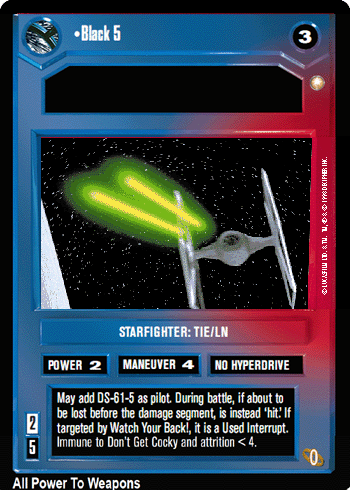 •Black 5
3
STARFIGHTER: TIE/LN
POWER 2 MANEUVER 4 NO HYPERDRIVE
May add DS-61-5 as pilot. During battle, if about to
be lost before the damage segment, is instead 'hit.' If
targeted by Watch Your Back!, it is a Used Interrupt.
Immune to Don't Get Cocky and attrition < 4.
2
5
0
All Power To Weapons